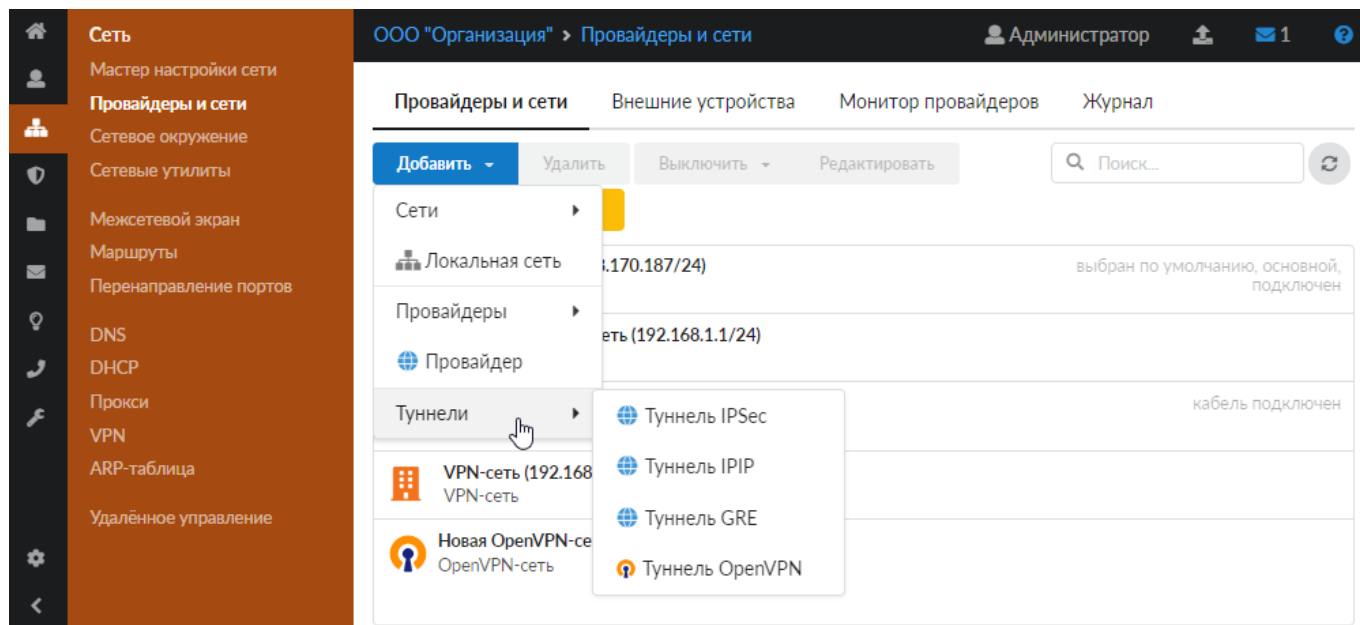 Сеть
Мастер настройки сети
Провайдеры и сети
Сетевое окружение
Сетевые утилиты
Межсетевой экран
Маршруты
Перенаправление портов
DNS
DHCP
Прокси
VPN
ARP-таблица
Удалённое управление
ООО "Организация" > Провайдеры и сети
Администратор
1
?
Провайдеры и сети
Внешние устройства
Монитор провайдеров
Журнал
Добавить
Удалить
Выключить
Редактировать
Поиск...
Сети
Локальная сеть
Провайдеры
Провайдер
Туннели
Туннель IPSec
Туннель IPIP
Туннель GRE
Туннель OpenVPN
.170.187/24)
выбран по умолчанию, основной,
подключен
еть (192.168.1.1/24)
кабель подключен
VPN-сеть (192.168
VPN-сеть
Новая OpenVPN-се
OpenVPN-сеть